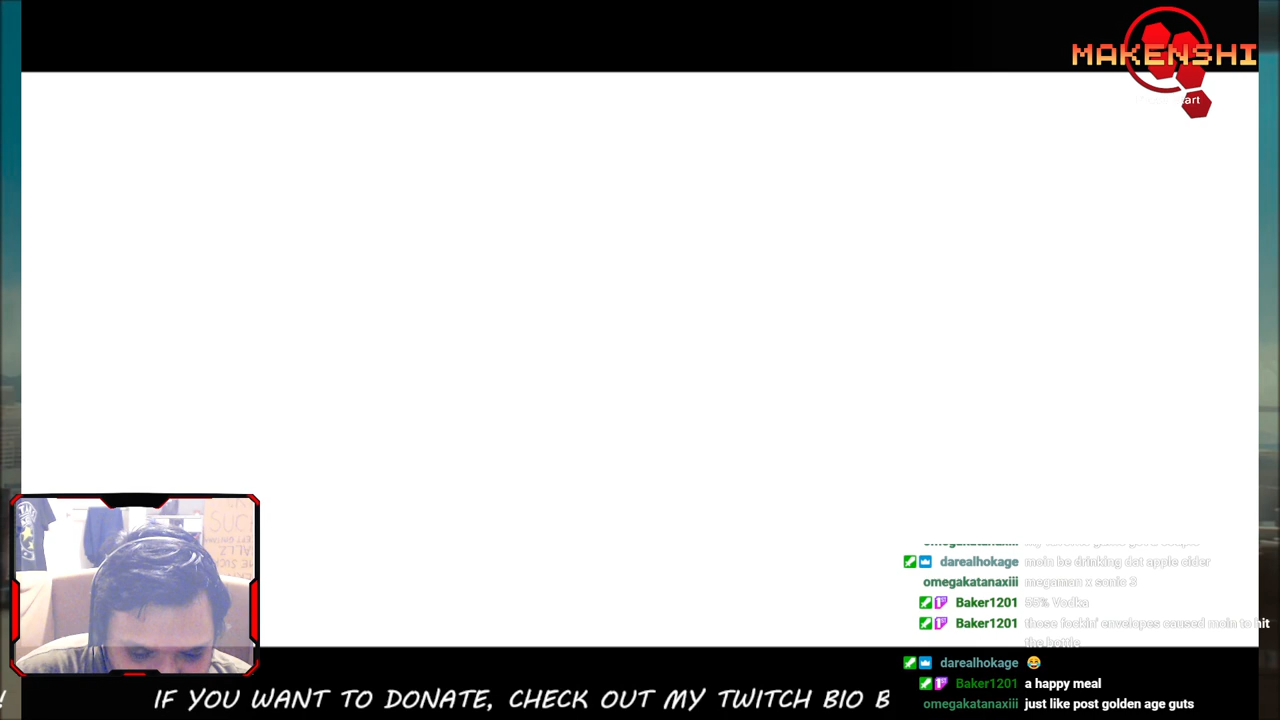 MAKENSHI
art
darealhokage moin be drinking dat apple cider
omegakatanaxiii megaman x sonic 3
Baker1201 55% Vodka
Baker1201 those fockin' envelopes caused moin to hit
the bottle
darealhokage 😂
Baker1201 a happy meal
omegakatanaxiii just like post golden age guts
! IF YOU WANT TO DONATE, CHECK OUT MY TWITCH BIO B
SUC